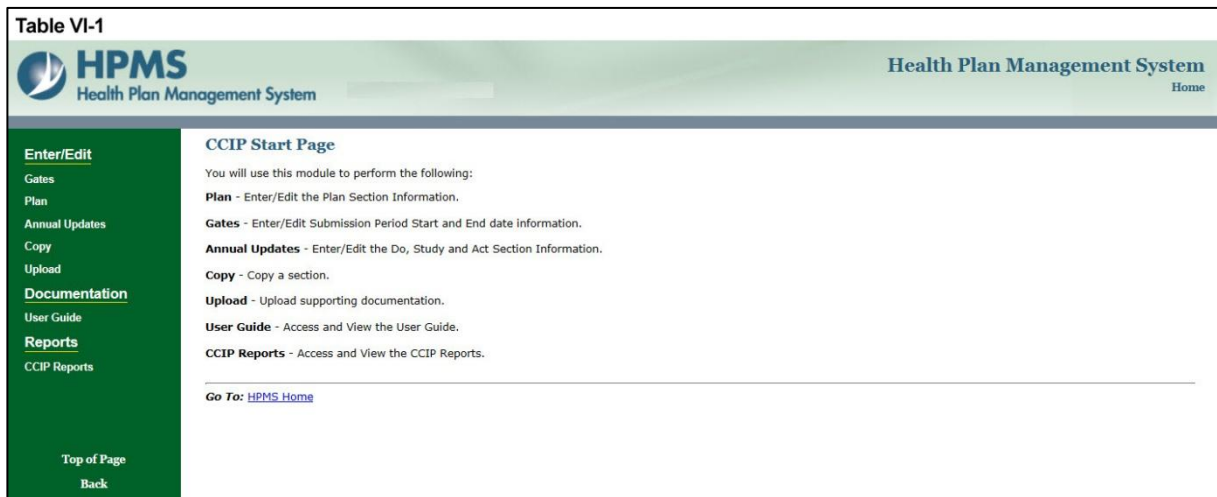 Table VI-1
HPMS
Health Plan Management System
Health Plan Management System
Home
Enter/Edit
Gates
Plan
Annual Updates
Copy
Upload
Documentation
User Guide
Reports
CCIP Reports
Top of Page
Back
CCIP Start Page
You will use this module to perform the following:
Plan - Enter/Edit the Plan Section Information.
Gates - Enter/Edit Submission Period Start and End date information.
Annual Updates - Enter/Edit the Do, Study and Act Section Information.
Copy - Copy a section.
Upload - Upload supporting documentation.
User Guide - Access and View the User Guide.
CCIP Reports - Access and View the CCIP Reports.
Go To: HPMS Home